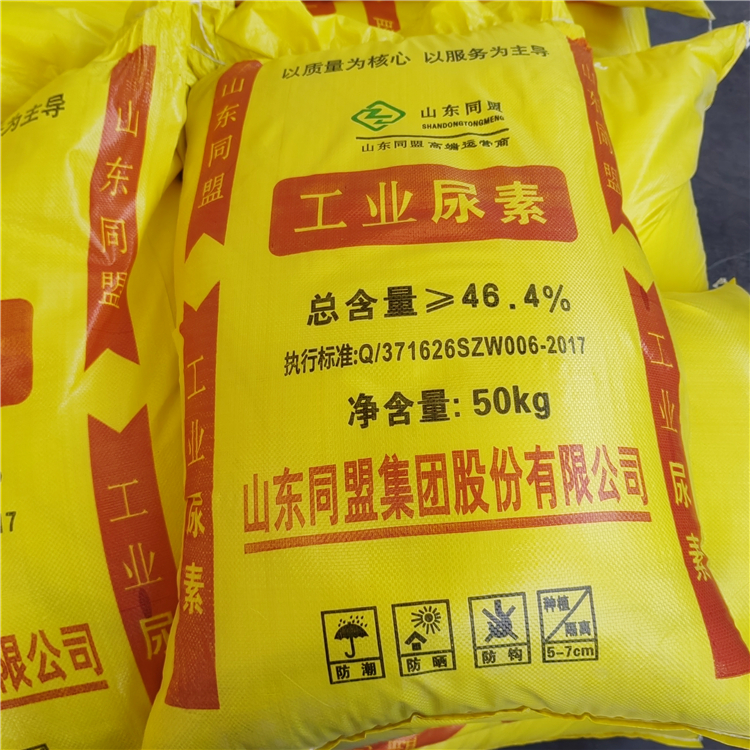 以质量为核心 以服务为主导
山东同盟
SHANDONGTONGMENG
山东同盟高端运营商
工业尿素
总含量≥46.4%
执行标准:Q/371626SZW006-2017
净含量:50kg
山东同盟集团股份有限公司
防潮
防晒
防钩
种植
隔离
5-7cm
山东同盟
工业尿素
工业尿素
为主导
山东同盟
工业尿素
17
限公司